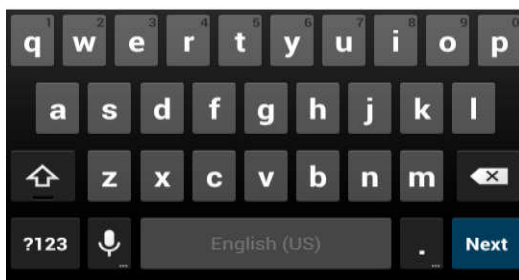 1 2 3 4 5 6 7 8 9 0
q w e r t y u i o p
a s d f g h j k l
z x c v b n m
?123 English (US) . Next